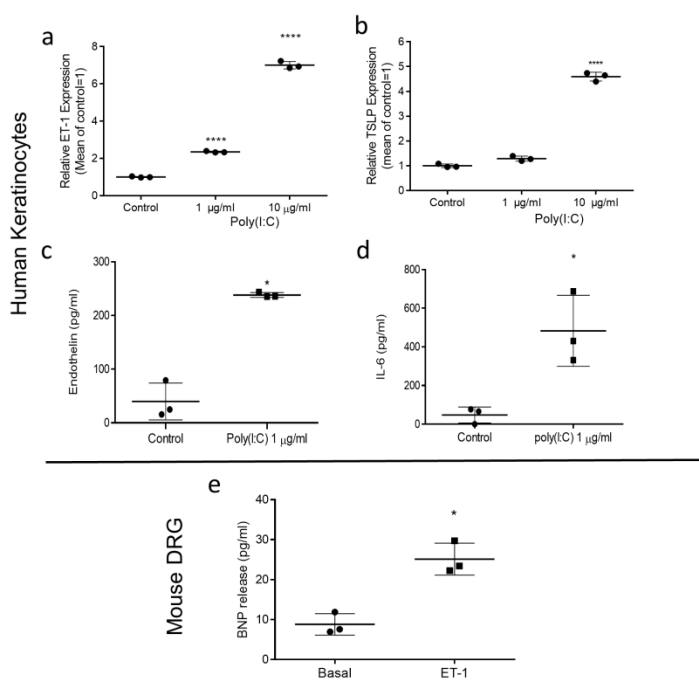 Human Keratinocytes
a
Relative ET-1 Expression
(Mean of control=1)
8
6
4
2
0
****
****
Control
1 µg/ml
10 µg/ml
Poly(I:C)
b
Relative TSLP Expression
(mean of control=1)
6
5
4
3
2
1
0
****
Control
1 µg/ml
10 µg/ml
Poly(I:C)
c
Endothelin (pg/ml)
300
200
100
0
*
Control
Poly(I:C) 1 µg/ml
d
IL-6 (pg/ml)
800
600
400
200
0
*
Control
poly(I:C) 1 µg/ml
Mouse DRG
e
BNP release (pg/ml)
40
30
20
10
0
*
Basal
ET-1